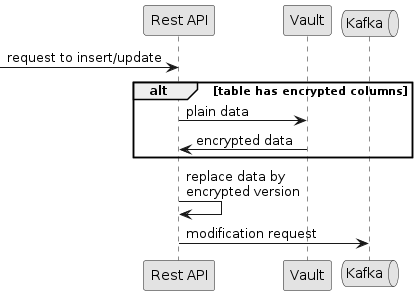 Rest API
Vault
Kafka
request to insert/update
alt
[table has encrypted columns]
plain data
encrypted data
replace data by
encrypted version
modification request
Rest API
Vault
Kafka